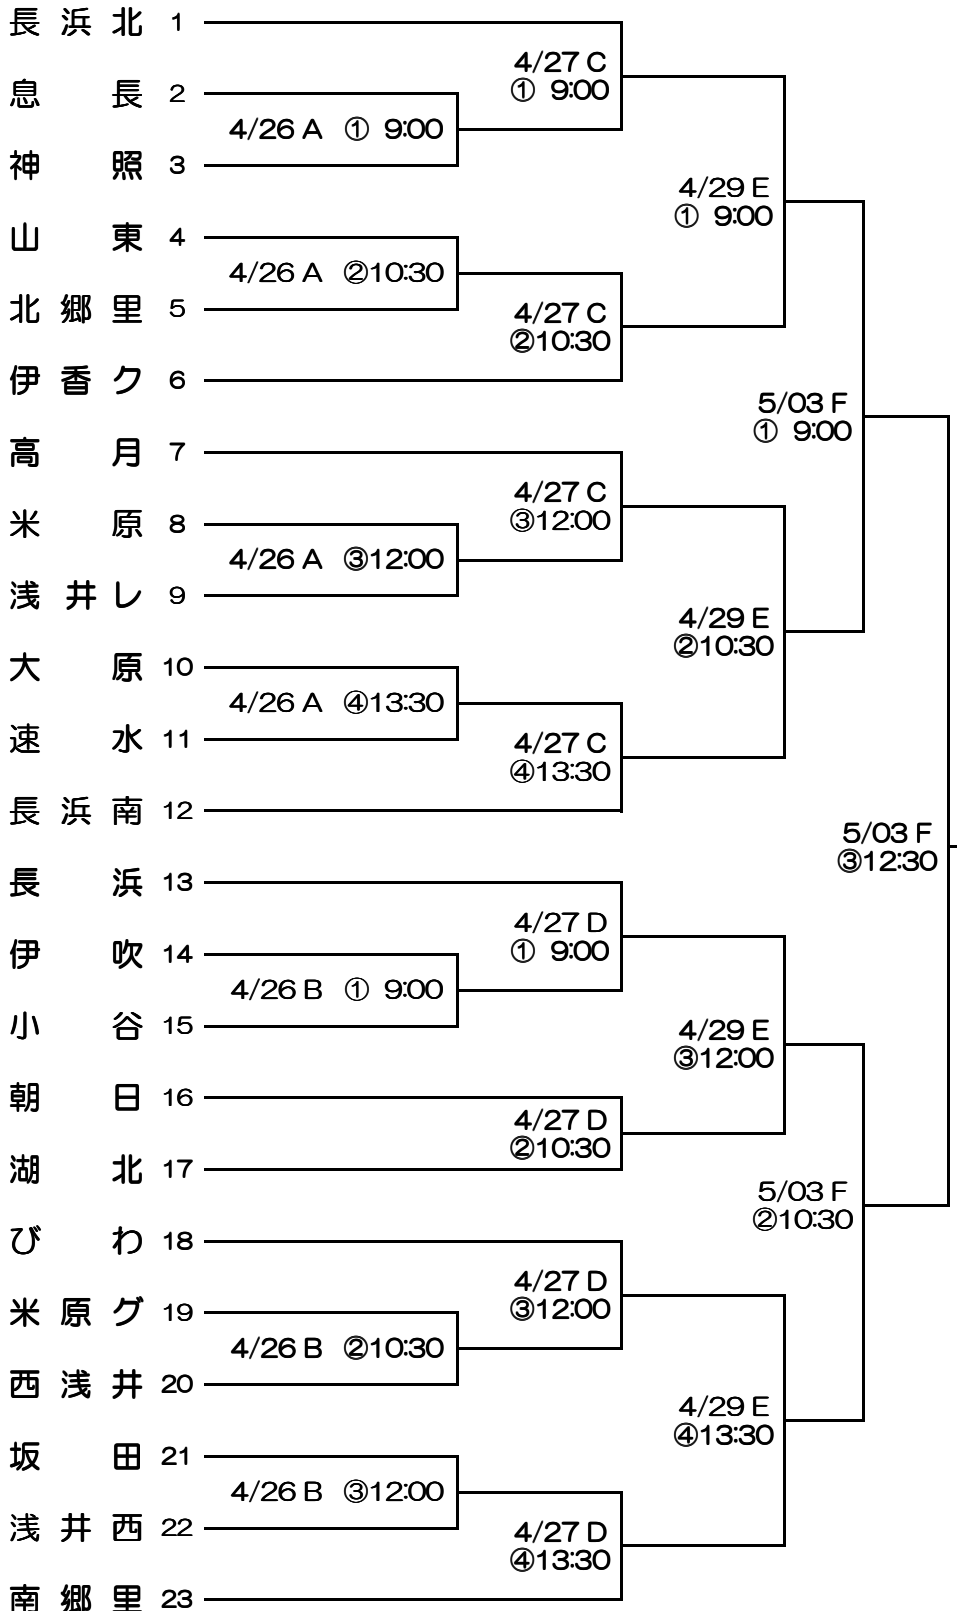 長浜北 1
4/27 C
① 9:00
息長 2
4/26 A ① 9:00
神照 3
4/29 E
① 9:00
山東 4
4/26 A ②10:30
北郷里 5
4/27 C
②10:30
伊香ク 6
5/03 F
① 9:00
高月 7
4/27 C
③12:00
米原 8
4/26 A ③12:00
浅井レ 9
4/29 E
②10:30
大原 10
4/26 A ④13:30
速水 11
4/27 C
④13:30
長浜南 12
5/03 F
③12:30
長浜 13
4/27 D
① 9:00
伊吹 14
4/26 B ① 9:00
小谷 15
4/29 E
③12:00
朝日 16
4/27 D
②10:30
湖北 17
5/03 F
②10:30
びわ 18
4/27 D
③12:00
米原グ 19
4/26 B ②10:30
西浅井 20
4/29 E
④13:30
坂田 21
4/26 B ③12:00
浅井西 22
4/27 D
④13:30
南郷里 23